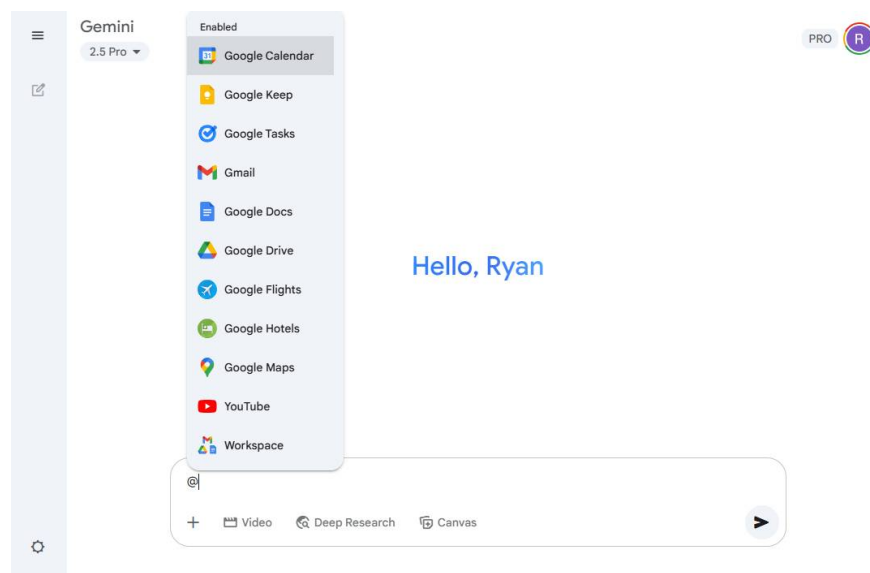 Gemini
2.5 Pro
PRO
R
Enabled
31
Google Calendar
Google Keep
Google Tasks
Gmail
Google Docs
Google Drive
Google Flights
Google Hotels
Google Maps
YouTube
Workspace
Hello, Ryan
@
Video
Deep Research
Canvas